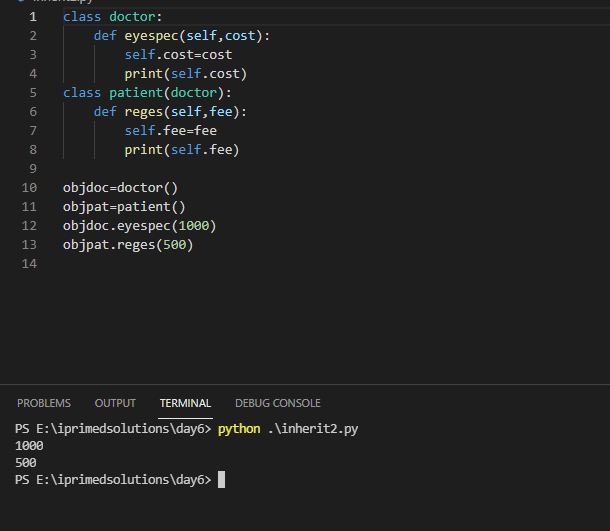 inherit2.py
1 class doctor:
2     def eyespec(self,cost):
3         self.cost=cost
4         print(self.cost)
5 class patient(doctor):
6     def reges(self,fee):
7         self.fee=fee
8         print(self.fee)
9
10 objdoc=doctor()
11 objpat=patient()
12 objdoc.eyespec(1000)
13 objpat.reges(500)
14
PROBLEMS OUTPUT TERMINAL DEBUG CONSOLE
PS E:\iprimedsolutions\day6> python .\inherit2.py
1000
500
PS E:\iprimedsolutions\day6>